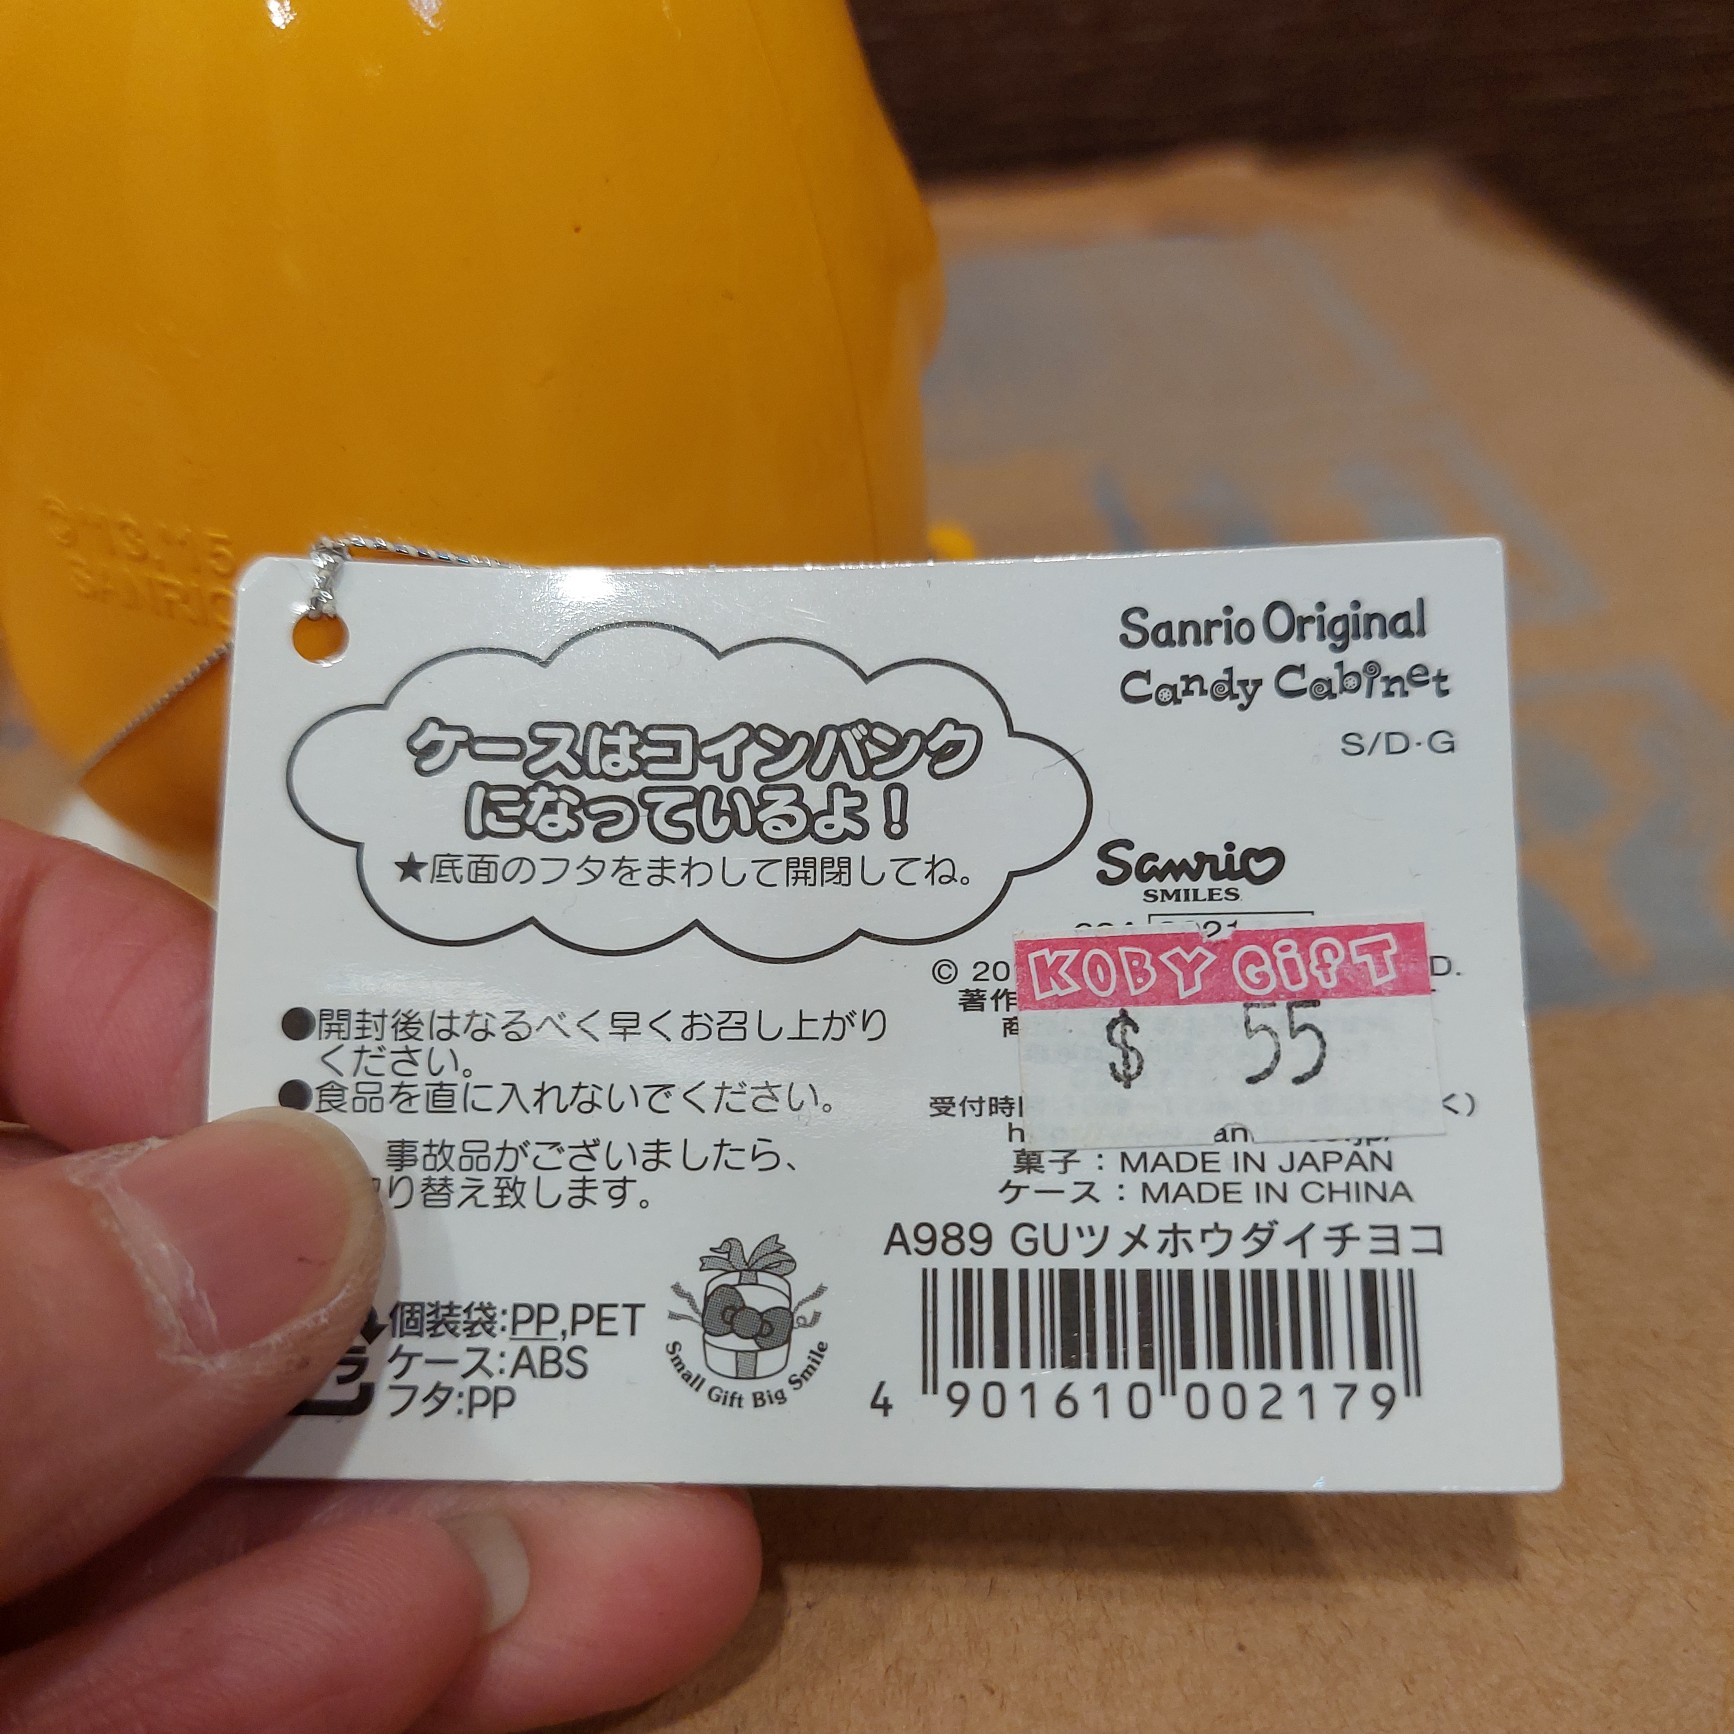 Sanrio Original
Candy Cabinet
S/D·G
ケースはコインバンク
になっているよ！
★底面のフタをまわして開閉してね。
Sanrio
SMILES
© 20
D.
KOBY Gift
$ 55
著作
●開封後はなるべく早くお召し上がり
ください。
●食品を直に入れないでください。
事故品がございましたら、
り替え致します。
受付時
く）
菓子：MADE IN JAPAN
ケース：MADE IN CHINA
A989 GUツメホウダイチヨコ
4 901610 002179
個装袋:PP,PET
ケース:ABS
フタ:PP
Small Gift Big Smile